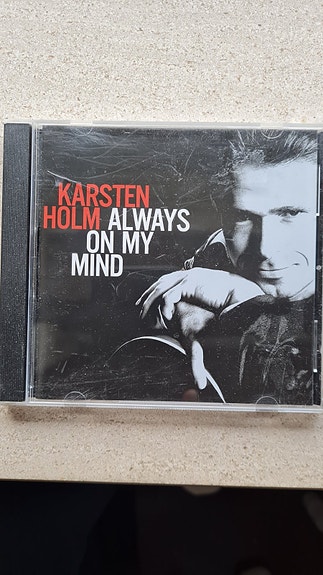 KARSTEN
HOLM ALWAYS
ON MY
MIND